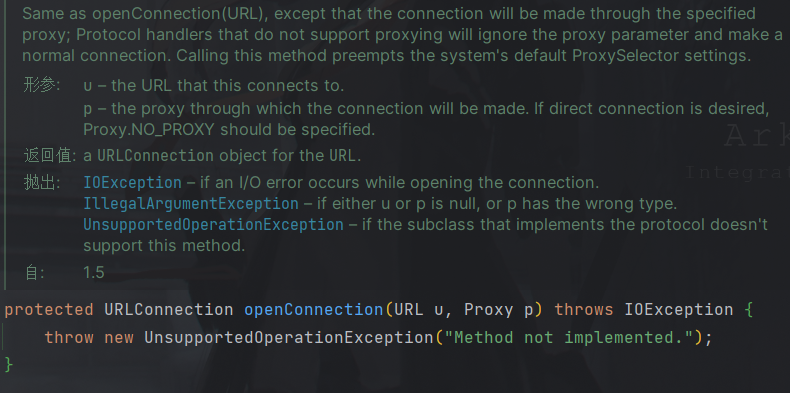 Same as openConnection(URL), except that the connection will be made through the specified
proxy; Protocol handlers that do not support proxying will ignore the proxy parameter and make a
normal connection. Calling this method preempts the system's default ProxySelector settings.
形参: u – the URL that this connects to.
p – the proxy through which the connection will be made. If direct connection is desired,
Proxy.NO_PROXY should be specified.
返回值: a URLConnection object for the URL.
抛出: IOException – if an I/O error occurs while opening the connection.
IllegalArgumentException – if either u or p is null, or p has the wrong type.
UnsupportedOperationException – if the subclass that implements the protocol doesn't
support this method.
自: 1.5
protected URLConnection openConnection(URL u, Proxy p) throws IOException {
throw new UnsupportedOperationException("Method not implemented.");
}